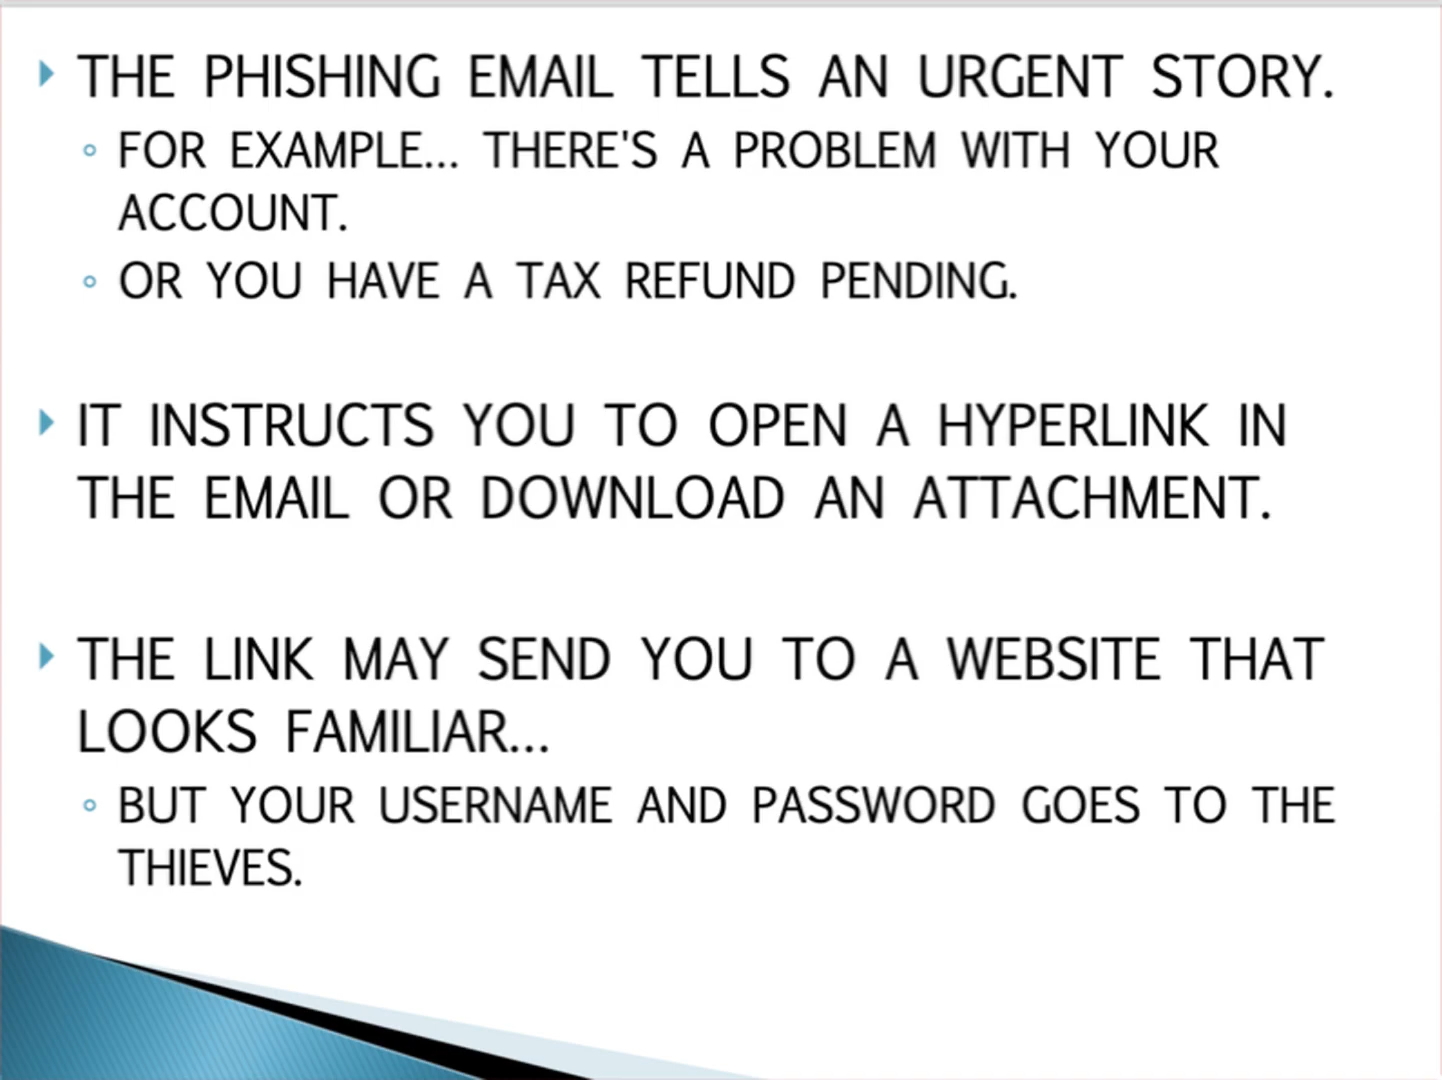 THE PHISHING EMAIL TELLS AN URGENT STORY.
FOR EXAMPLE... THERE'S A PROBLEM WITH YOUR
ACCOUNT.
OR YOU HAVE A TAX REFUND PENDING.
IT INSTRUCTS YOU TO OPEN A HYPERLINK IN
THE EMAIL OR DOWNLOAD AN ATTACHMENT.
THE LINK MAY SEND YOU TO A WEBSITE THAT
LOOKS FAMILIAR...
BUT YOUR USERNAME AND PASSWORD GOES TO THE
THIEVES.